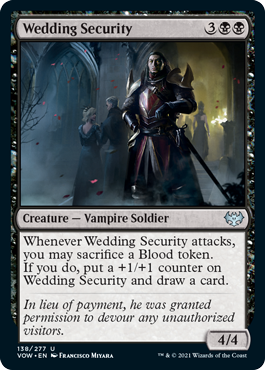 Wedding Security 3
Creature — Vampire Soldier
Whenever Wedding Security attacks,
you may sacrifice a Blood token.
If you do, put a +1/+1 counter on
Wedding Security and draw a card.
In lieu of payment, he was granted
permission to devour any unauthorized
visitors.
4/4
138/277 U
VOW • EN Francisco Miyara
™ & © 2021 Wizards of the Coast